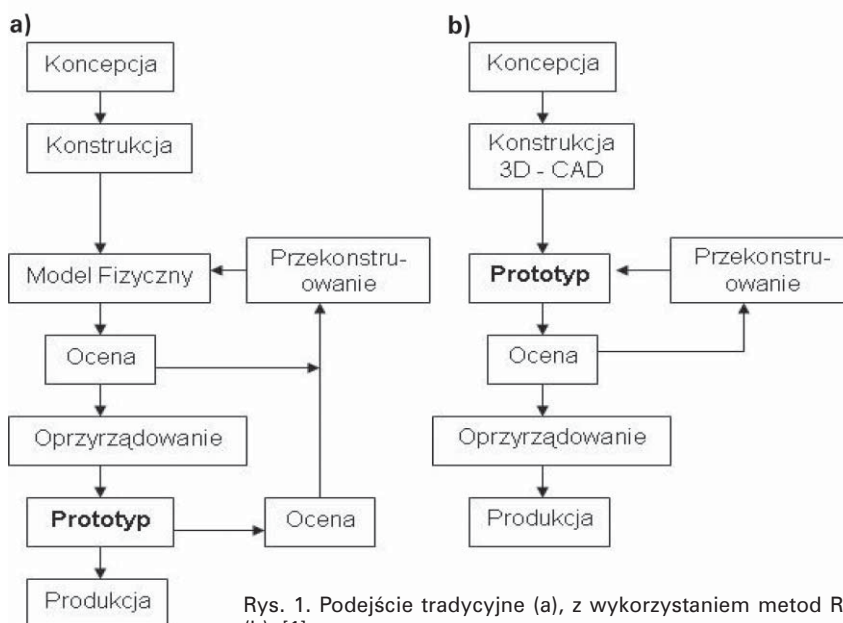 a)
Koncepcja
Konstrukcja
Model Fizyczny
Przekonstru-
owanie
Ocena
Oprzyrządowanie
Prototyp
Ocena
Produkcja
b)
Koncepcja
Konstrukcja
3D - CAD
Prototyp
Przekonstru-
owanie
Ocena
Oprzyrządowanie
Produkcja
Rys. 1. Podejście tradycyjne (a), z wykorzystaniem metod